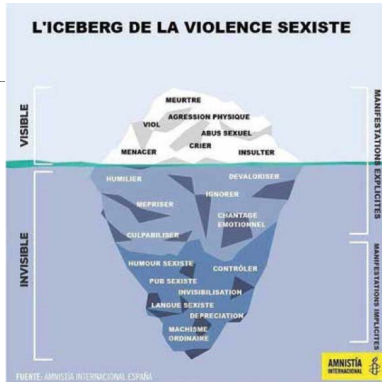 L'ICEBERG DE LA VIOLENCE SEXISTE
VISIBLE
MEURTRE
AGRESSION PHYSIQUE
VIOL
ABUS SEXUEL
CRIER
MENACER
INSULTER
MANIFESTATIONS EXPLICITES
INVISIBLE
HUMILIER
DEVALORISER
IGNORER
MEPRISER
CHANTAGE
EMOTIONNEL
CULPABILISER
HUMOUR SEXISTE
CONTRÔLER
PUB SEXISTE
INVISIBILISATION
LANGUE SEXISTE
DEPRECIATION
MACHISME
ORDINAIRE
MANIFESTATIONS IMPLICITES
FUENTE: AMNISTÍA INTERNACIONAL ESPAÑA
AMNISTÍA
INTERNACIONAL